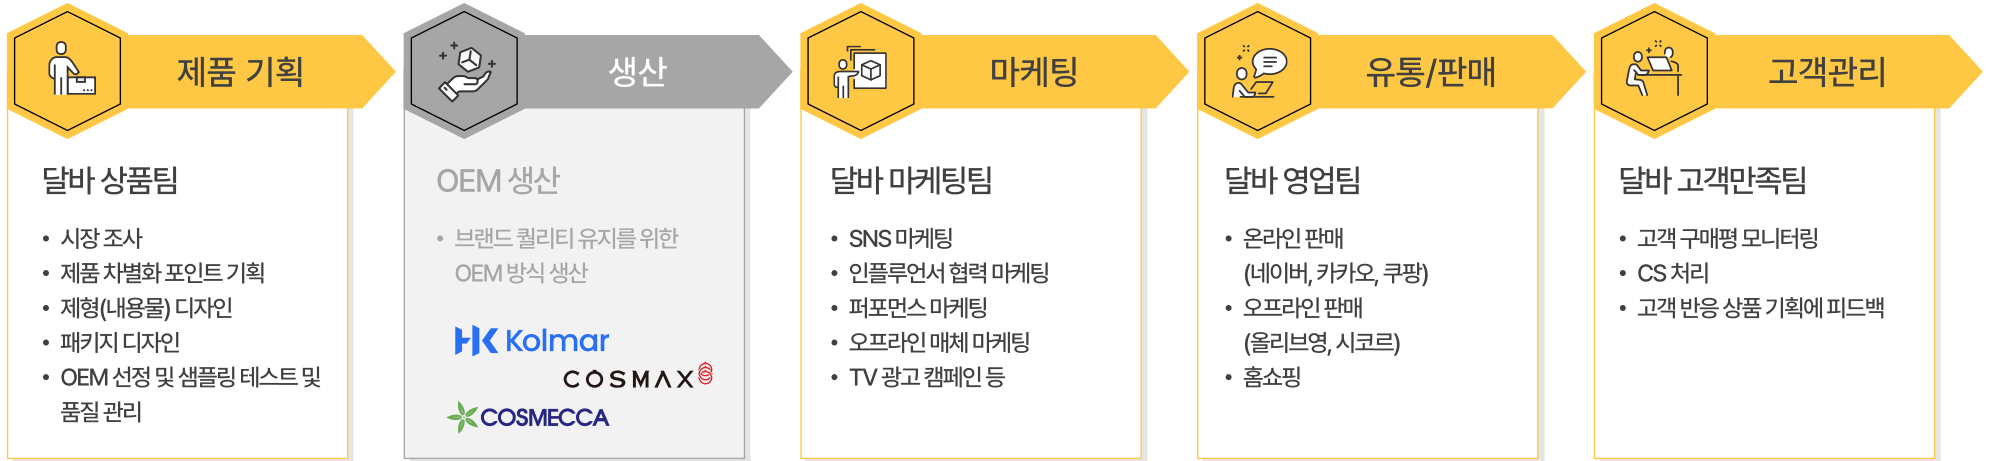 제품 기획
달바 상품팀
• 시장 조사
• 제품 차별화 포인트 기획
• 제형(내용물) 디자인
• 패키지 디자인
• OEM 선정 및 샘플링 테스트 및
품질 관리
생산
OEM 생산
• 브랜드 퀄리티 유지를 위한
OEM 방식 생산
HK Kolmar
COSMAX
COSMECCA
마케팅
달바 마케팅팀
• SNS 마케팅
• 인플루언서 협력 마케팅
• 퍼포먼스 마케팅
• 오프라인 매체 마케팅
• TV 광고 캠페인 등
유통/판매
달바 영업팀
• 온라인 판매
(네이버, 카카오, 쿠팡)
• 오프라인 판매
(올리브영, 시코르)
• 홈쇼핑
고객관리
달바 고객만족팀
• 고객 구매평 모니터링
• CS 처리
• 고객 반응 상품 기획에 피드백